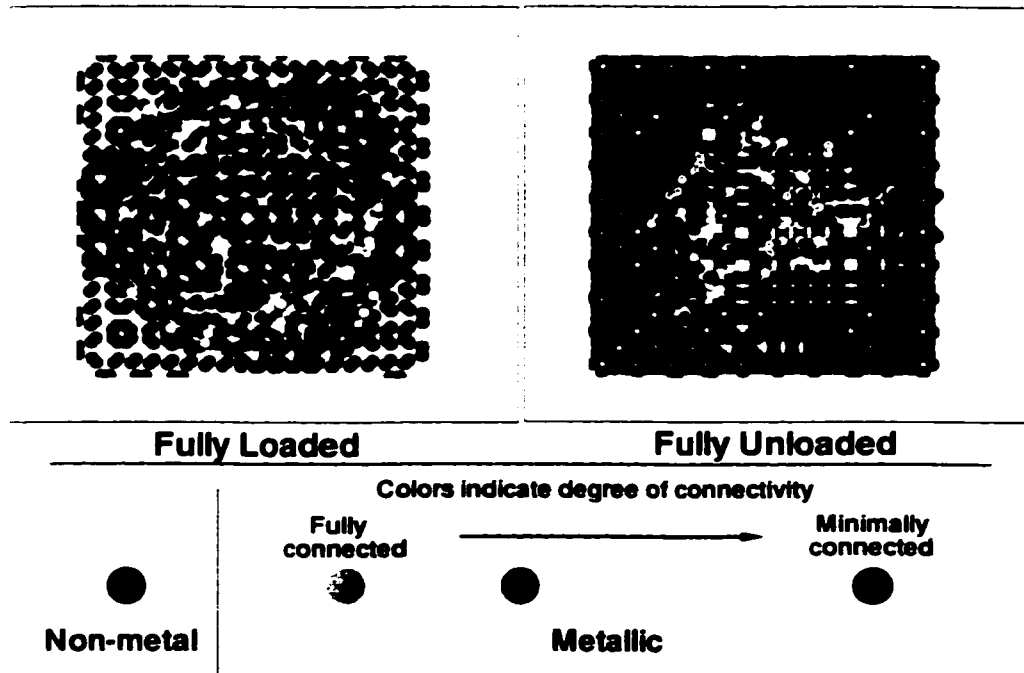 Fully Loaded
Fully Unloaded
Colors indicate degree of connectivity
Fully
connected
Minimally
connected
Non-metal
Metallic